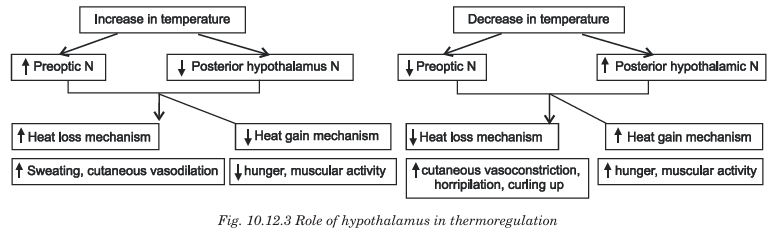 Increase in temperature
Decrease in temperature
↑ Preoptic N
↓ Posterior hypothalamus N
↓ Preoptic N
↑ Posterior hypothalamic N
↑ Heat loss mechanism
↓ Heat gain mechanism
↓ Heat loss mechanism
↑ Heat gain mechanism
↑ Sweating, cutaneous vasodilation
↓ hunger, muscular activity
↑ cutaneous vasoconstriction,
horripilation, curling up
↑ hunger, muscular activity
Fig. 10.12.3 Role of hypothalamus in thermoregulation